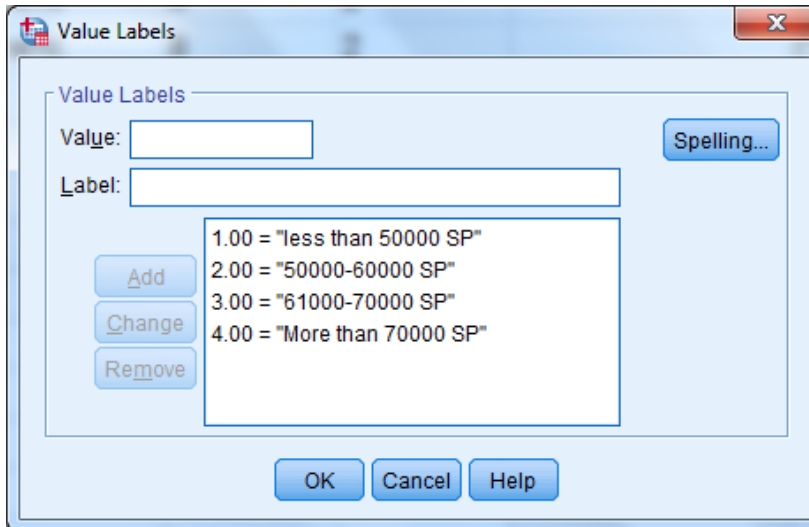 Value Labels
Value Labels
Value:
Spelling...
Label:
1.00 = "less than 50000 SP"
2.00 = "50000-60000 SP"
3.00 = "61000-70000 SP"
4.00 = "More than 70000 SP"
Add
Change
Remove
OK Cancel Help